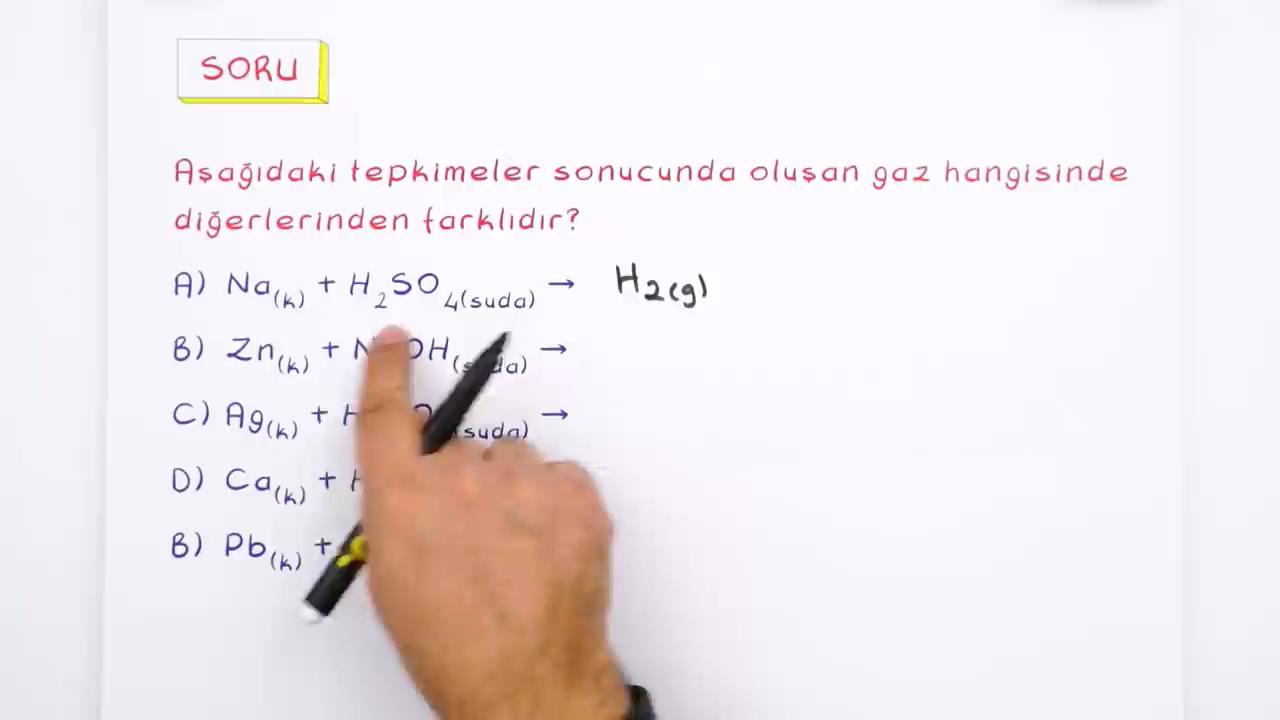 SORU
Aşağıdaki tepkimeler sonucunda oluşan gaz hangisinde
diğerlerinden farklıdır?
A) Na(k) + H2SO4(suda) → H2(g)
B) Zn(k) + (suda) →
C) Ag(k) + (suda) →
D) Ca(k) +
B) Pb(k) +